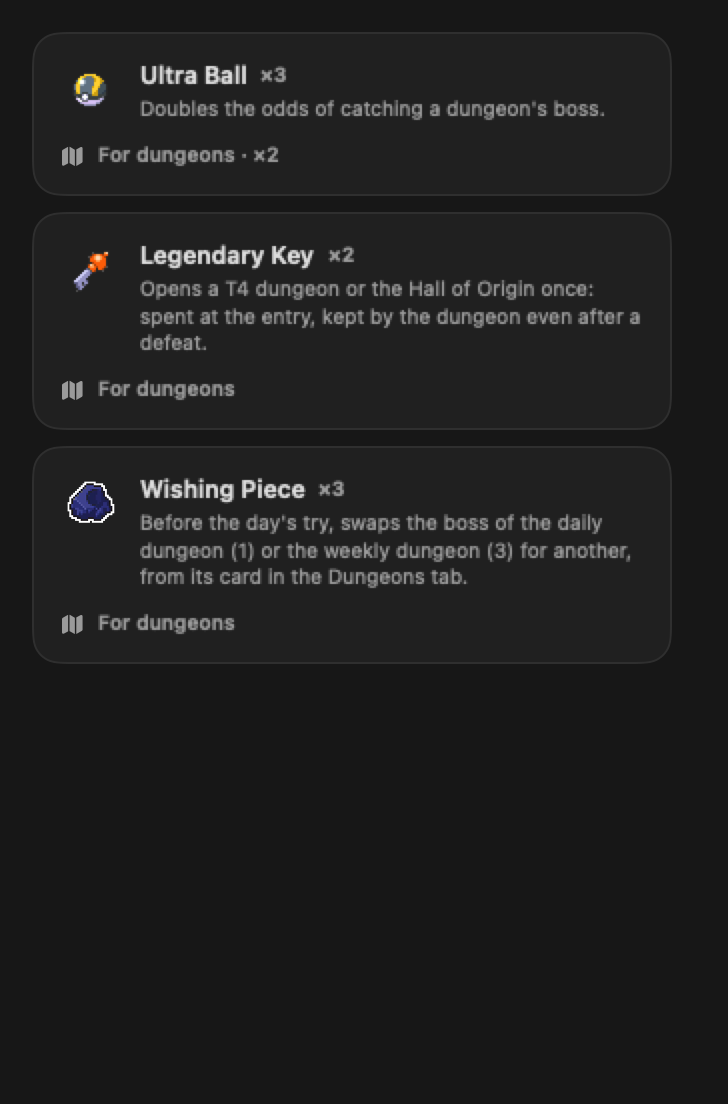 Ultra Ball ×3
Doubles the odds of catching a dungeon's boss.
For dungeons · ×2
Legendary Key ×2
Opens a T4 dungeon or the Hall of Origin once:
spent at the entry, kept by the dungeon even after a
defeat.
For dungeons
Wishing Piece ×3
Before the day's try, swaps the boss of the daily
dungeon (1) or the weekly dungeon (3) for another,
from its card in the Dungeons tab.
For dungeons